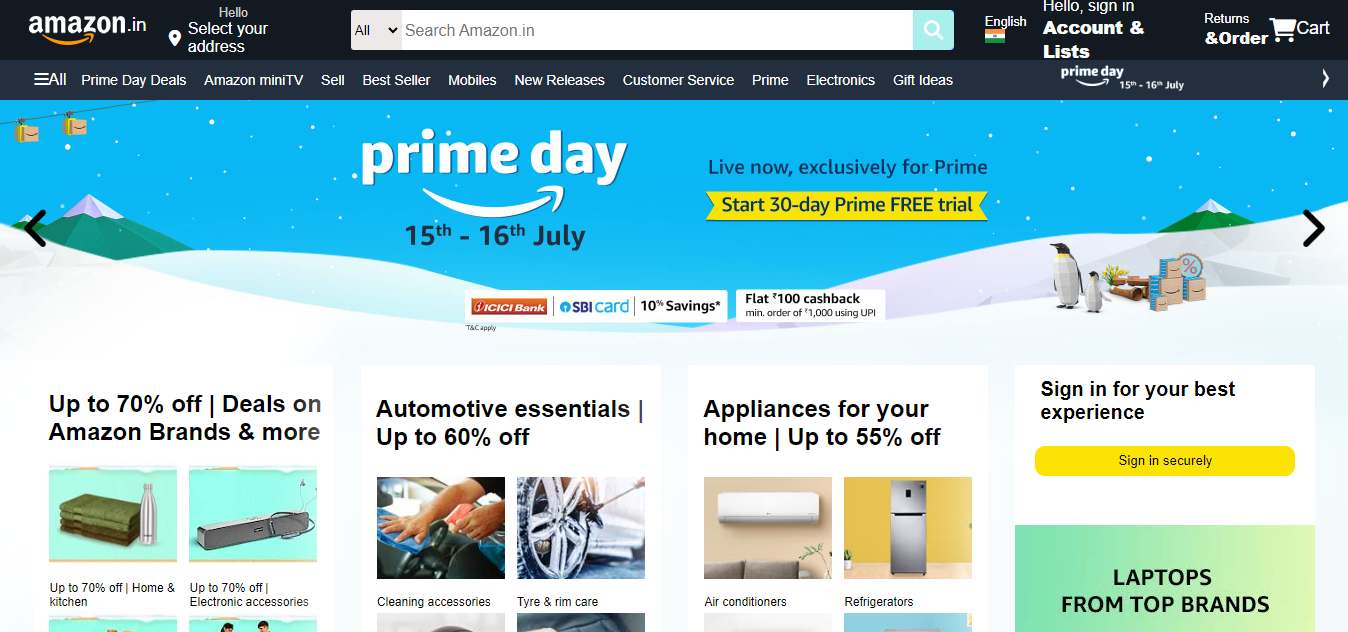 amazon.in
Hello
Select your
address
All
Search Amazon.in
English
Hello, sign in
Account &
Lists
Returns
&Order
Cart
All Prime Day Deals Amazon miniTV Sell Best Seller Mobiles New Releases Customer Service Prime Electronics Gift Ideas
prime day
15th - 16th July
prime day
15th - 16th July
Live now, exclusively for Prime
Start 30-day Prime FREE trial
ICICI Bank SBI card 10% Savings*
Flat ₹100 cashback
min. order of ₹1,000 using UPI
*T&C apply
%
Up to 70% off | Deals on
Amazon Brands & more
Up to 70% off | Home &
kitchen
Up to 70% off |
Electronic accessories
Automotive essentials |
Up to 60% off
Cleaning accessories
Tyre & rim care
Appliances for your
home | Up to 55% off
Air conditioners
Refrigerators
Sign in for your best
experience
Sign in securely
LAPTOPS
FROM TOP BRANDS